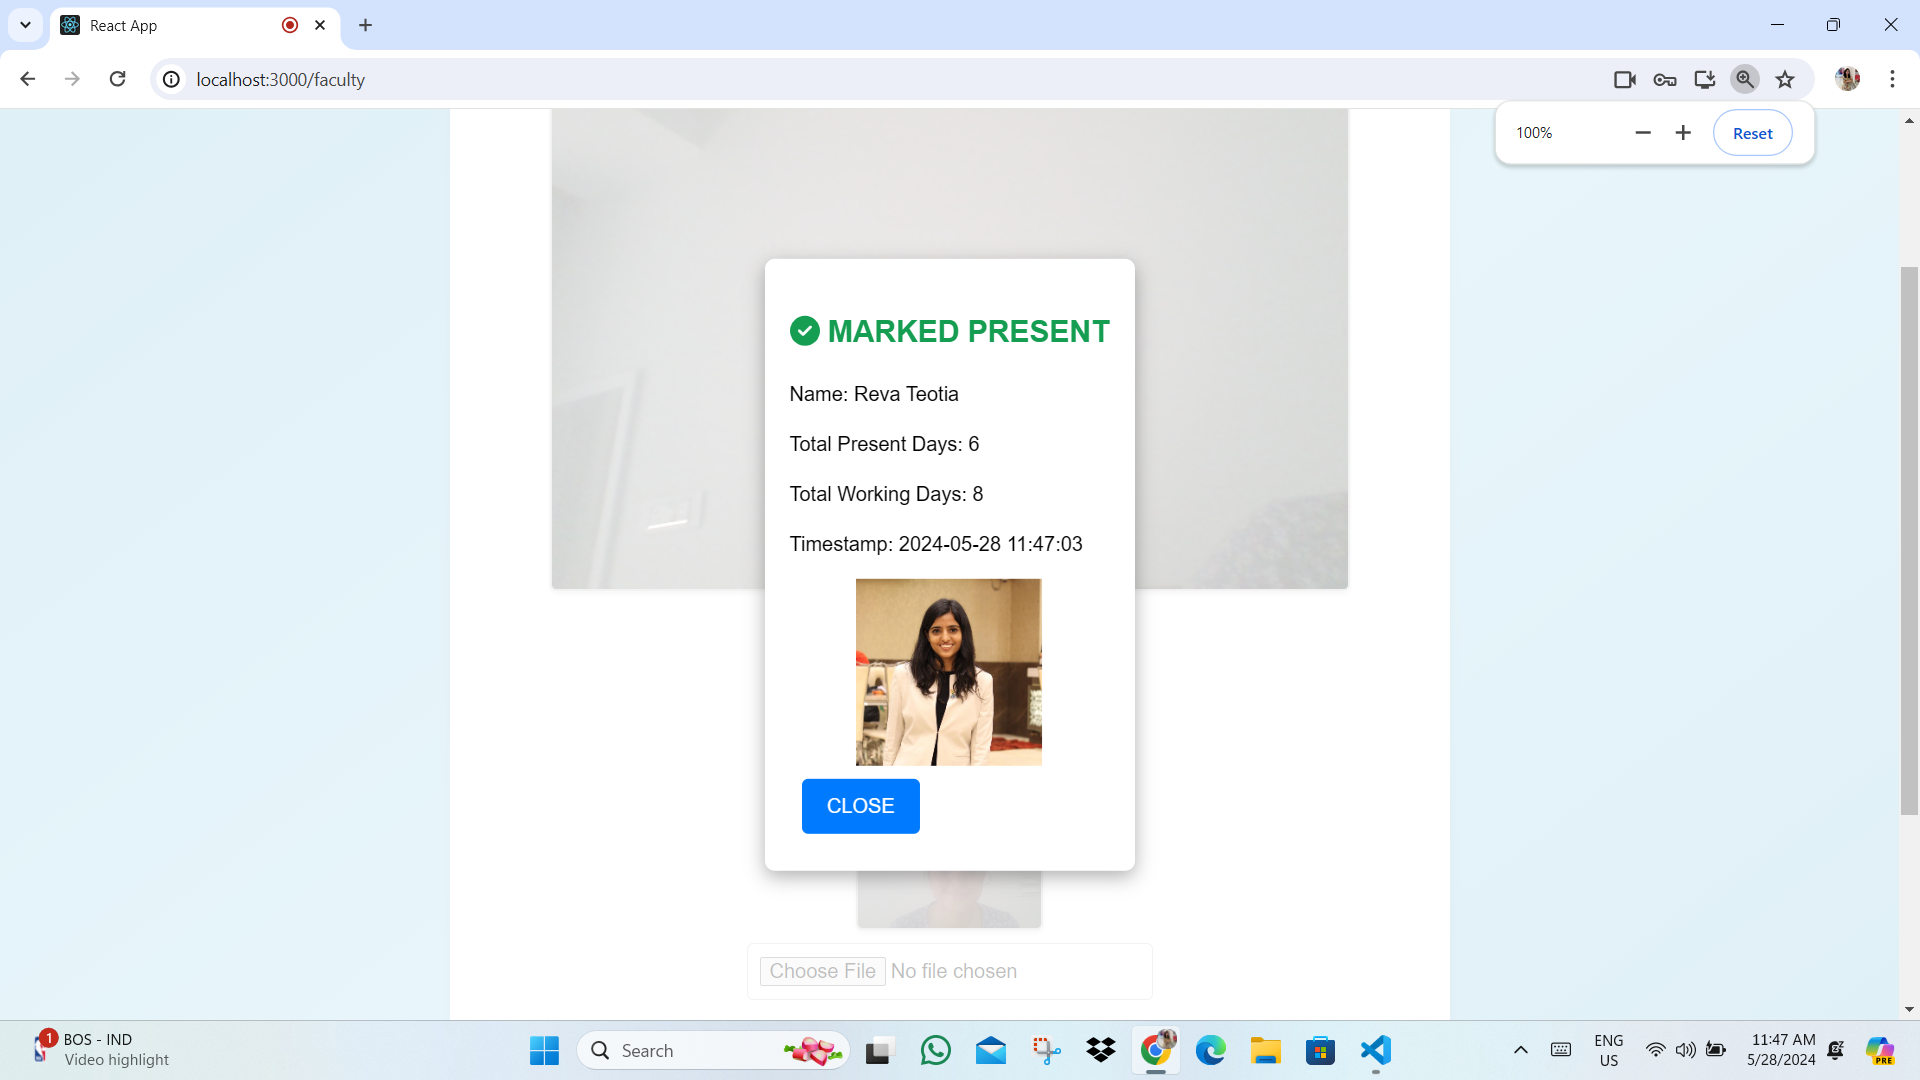 React App
localhost:3000/faculty
100%
Reset
MARKED PRESENT
Name: Reva Teotia
Total Present Days: 6
Total Working Days: 8
Timestamp: 2024-05-28 11:47:03
CLOSE
Choose File No file chosen
1
BOS - IND
Video highlight
Search
PRE
ENG
US
11:47 AM
5/28/2024